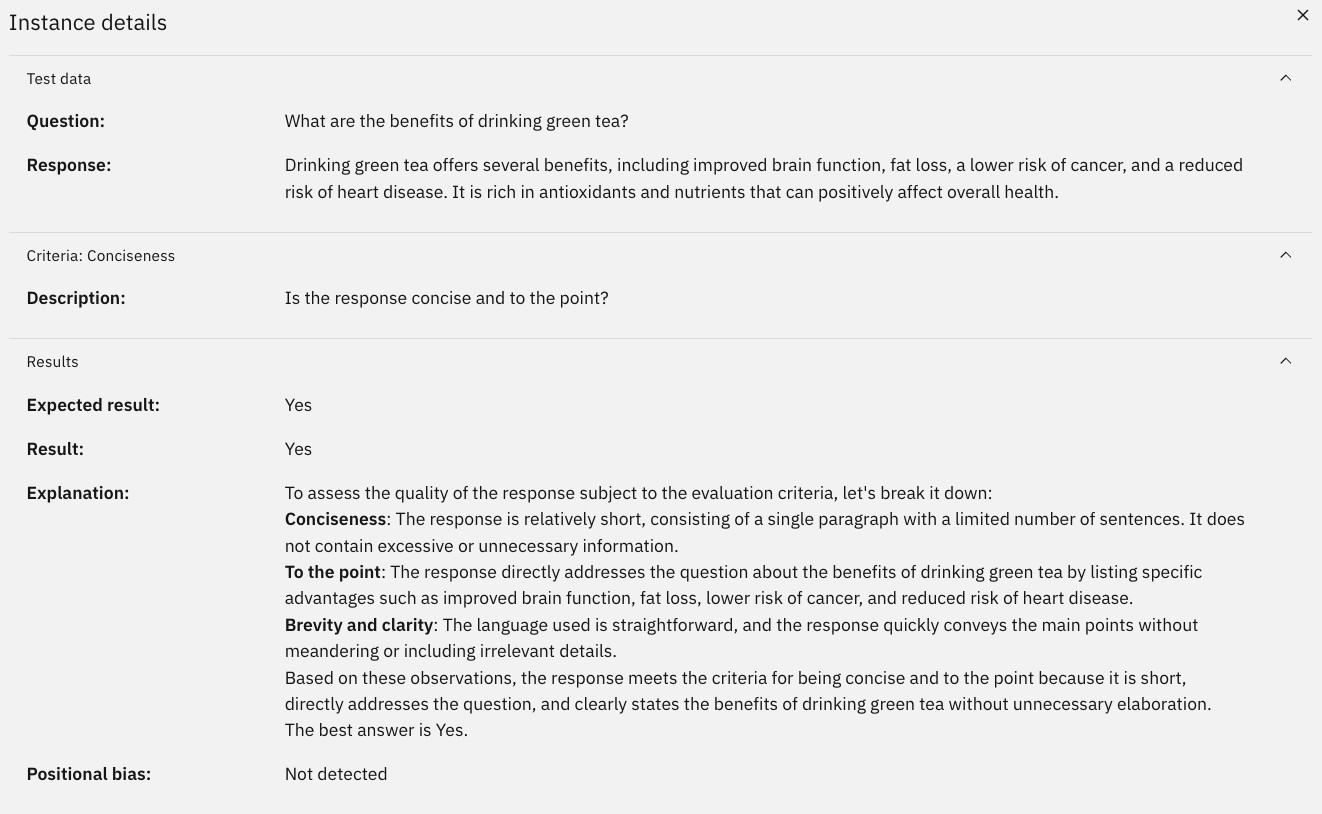 Instance details
Test data
Question:
What are the benefits of drinking green tea?
Response:
Drinking green tea offers several benefits, including improved brain function, fat loss, a lower risk of cancer, and a reduced
risk of heart disease. It is rich in antioxidants and nutrients that can positively affect overall health.
Criteria: Conciseness
Description:
Is the response concise and to the point?
Results
Expected result:
Yes
Result:
Yes
Explanation:
To assess the quality of the response subject to the evaluation criteria, let's break it down:
Conciseness: The response is relatively short, consisting of a single paragraph with a limited number of sentences. It does
not contain excessive or unnecessary information.
To the point: The response directly addresses the question about the benefits of drinking green tea by listing specific
advantages such as improved brain function, fat loss, lower risk of cancer, and reduced risk of heart disease.
Brevity and clarity: The language used is straightforward, and the response quickly conveys the main points without
meandering or including irrelevant details.
Based on these observations, the response meets the criteria for being concise and to the point because it is short,
directly addresses the question, and clearly states the benefits of drinking green tea without unnecessary elaboration.
The best answer is Yes.
Positional bias:
Not detected